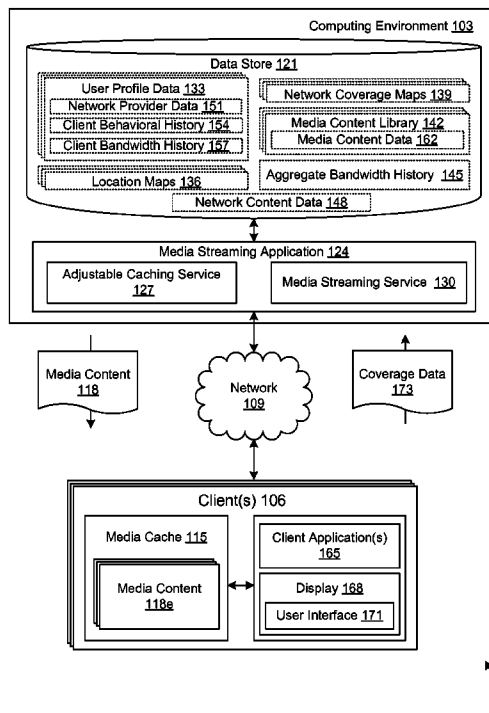 Computing Environment 103
Data Store 121
User Profile Data 133
Network Provider Data 151
Client Behavioral History 154
Client Bandwidth History 157
Location Maps 136
Network Coverage Maps 139
Media Content Library 142
Media Content Data 162
Aggregate Bandwidth History 145
Network Content Data 148
Media Streaming Application 124
Adjustable Caching Service
127
Media Streaming Service 130
Media Content
118
Network
109
Coverage Data
173
Client(s) 106
Media Cache 115
Media Content
118e
Client Application(s)
165
Display 168
User Interface 171